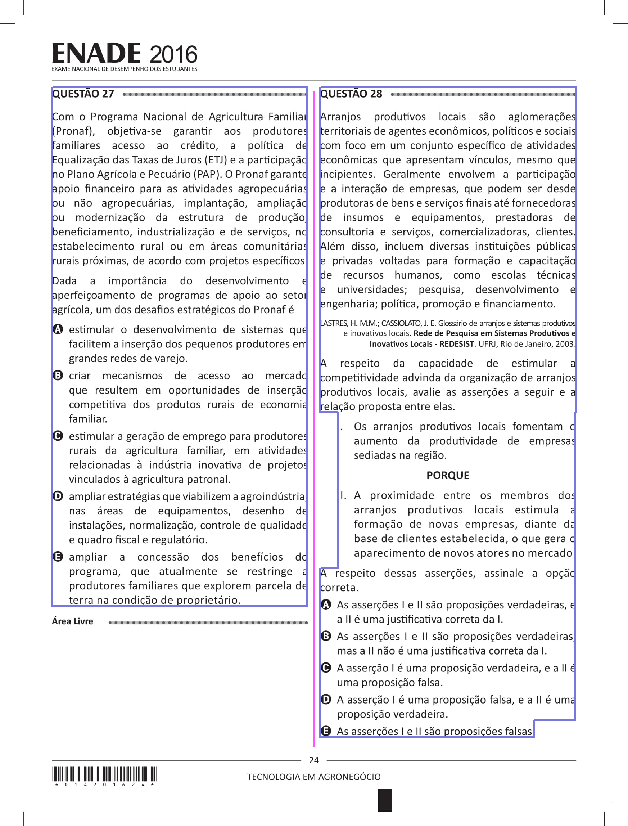 ENADE 2016
EXAME NACIONAL DE DESEMPENHO DOS ESTUDANTES
QUESTÃO 27
Com o Programa Nacional de Agricultura Familiar
(Pronaf), objetiva-se garantir aos produtores
familiares acesso ao crédito, a política de
Equalização das Taxas de Juros (ETJ) e a participação
no Plano Agrícola e Pecuário (PAP). O Pronaf garante
apoio financeiro para as atividades agropecuárias
ou não agropecuárias, implantação, ampliação
ou modernização da estrutura de produção,
beneficiamento, industrialização e de serviços, no
estabelecimento rural ou em áreas comunitárias
rurais próximas, de acordo com projetos específicos.
Dada a importância do desenvolvimento e
aperfeiçoamento de programas de apoio ao setor
agrícola, um dos desafios estratégicos do Pronaf é
A estimular o desenvolvimento de sistemas que
facilitem a inserção dos pequenos produtores em
grandes redes de varejo.
B criar mecanismos de acesso ao mercado
que resultem em oportunidades de inserção
competitiva dos produtos rurais de economia
familiar.
C estimular a geração de emprego para produtores
rurais da agricultura familiar, em atividades
relacionadas à indústria inovativa de projetos
vinculados à agricultura patronal.
D ampliar estratégias que viabilizem a agroindústria
nas áreas de equipamentos, desenho de
instalações, normalização, controle de qualidade
e quadro fiscal e regulatório.
E ampliar a concessão dos benefícios do
programa, que atualmente se restringe a
produtores familiares que explorem parcela de
terra na condição de proprietário.
Área Livre
QUESTÃO 28
Arranjos produtivos locais são aglomerações
territoriais de agentes econômicos, políticos e sociais
com foco em um conjunto específico de atividades
econômicas que apresentam vínculos, mesmo que
incipientes. Geralmente envolvem a participação
e a interação de empresas, que podem ser desde
produtoras de bens e serviços finais até fornecedoras
de insumos e equipamentos, prestadoras de
consultoria e serviços, comercializadoras, clientes.
Além disso, incluem diversas instituições públicas
e privadas voltadas para formação e capacitação
de recursos humanos, como escolas técnicas
e universidades; pesquisa, desenvolvimento e
engenharia; política, promoção e financiamento.
LASTRES, H. M.M.; CASSIOLATO, J. E. Glossário de arranjos e sistemas produtivos
e inovativos locais. Rede de Pesquisa em Sistemas Produtivos e
Inovativos Locais - REDESIST. UFRJ, Rio de Janeiro, 2003.
A respeito da capacidade de estimular a
competitividade advinda da organização de arranjos
produtivos locais, avalie as asserções a seguir e a
relação proposta entre elas.
I. Os arranjos produtivos locais fomentam o
aumento da produtividade de empresas
sediadas na região.
PORQUE
II. A proximidade entre os membros dos
arranjos produtivos locais estimula a
formação de novas empresas, diante da
base de clientes estabelecida, o que gera o
aparecimento de novos atores no mercado.
A respeito dessas asserções, assinale a opção
correta.
A As asserções I e II são proposições verdadeiras, e
a II é uma justificativa correta da I.
B As asserções I e II são proposições verdadeiras,
mas a II não é uma justificativa correta da I.
C A asserção I é uma proposição verdadeira, e a II é
uma proposição falsa.
D A asserção I é uma proposição falsa, e a II é uma
proposição verdadeira.
E As asserções I e II são proposições falsas.
24
TECNOLOGIA EM AGRONEGÓCIO